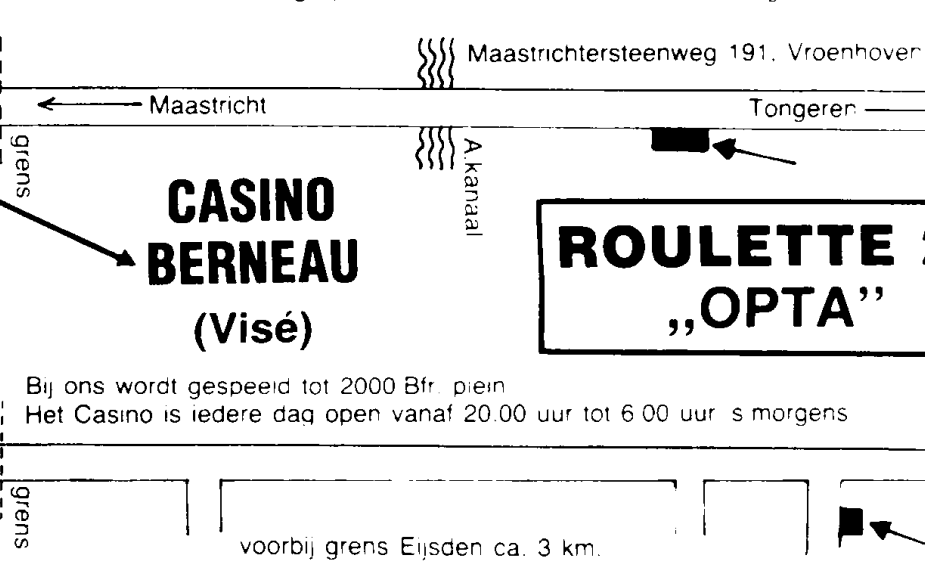 Maastrichtersteenweg 191. Vroenhoven
Maastricht
Tongeren
grens
A.kanaal
CASINO
BERNEAU
(Visé)
ROULETTE
„OPTA”
Bij ons wordt gespeeld tot 2000 Bfr. plein
Het Casino is iedere dag open vanaf 20.00 uur tot 6 00 uur s morgens
grens
voorbij grens Eijsden ca. 3 km.